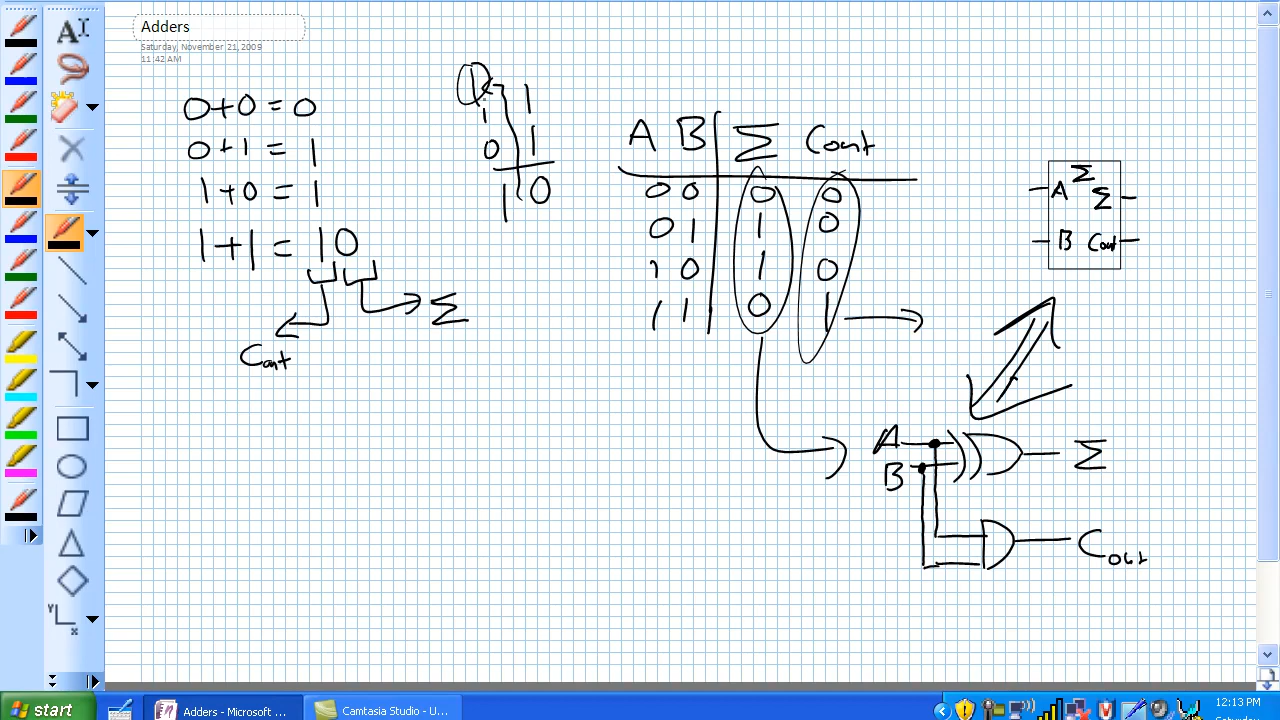 Adders
Saturday, November 21, 2009
11:42 AM
0+0 = 0
0+1 = 1
1+0 = 1
1+1 = 10
Σ
Cout
1
1 1
0 1
1 0
A B Σ Cout
0 0 0 0
0 1 1 0
1 0 1 0
1 1 0 1
Σ
A Σ
B Cout
A Σ
B
Cout
start
Adders - Microsoft ...
Camtasia Studio - U...
12:13 PM
Saturday